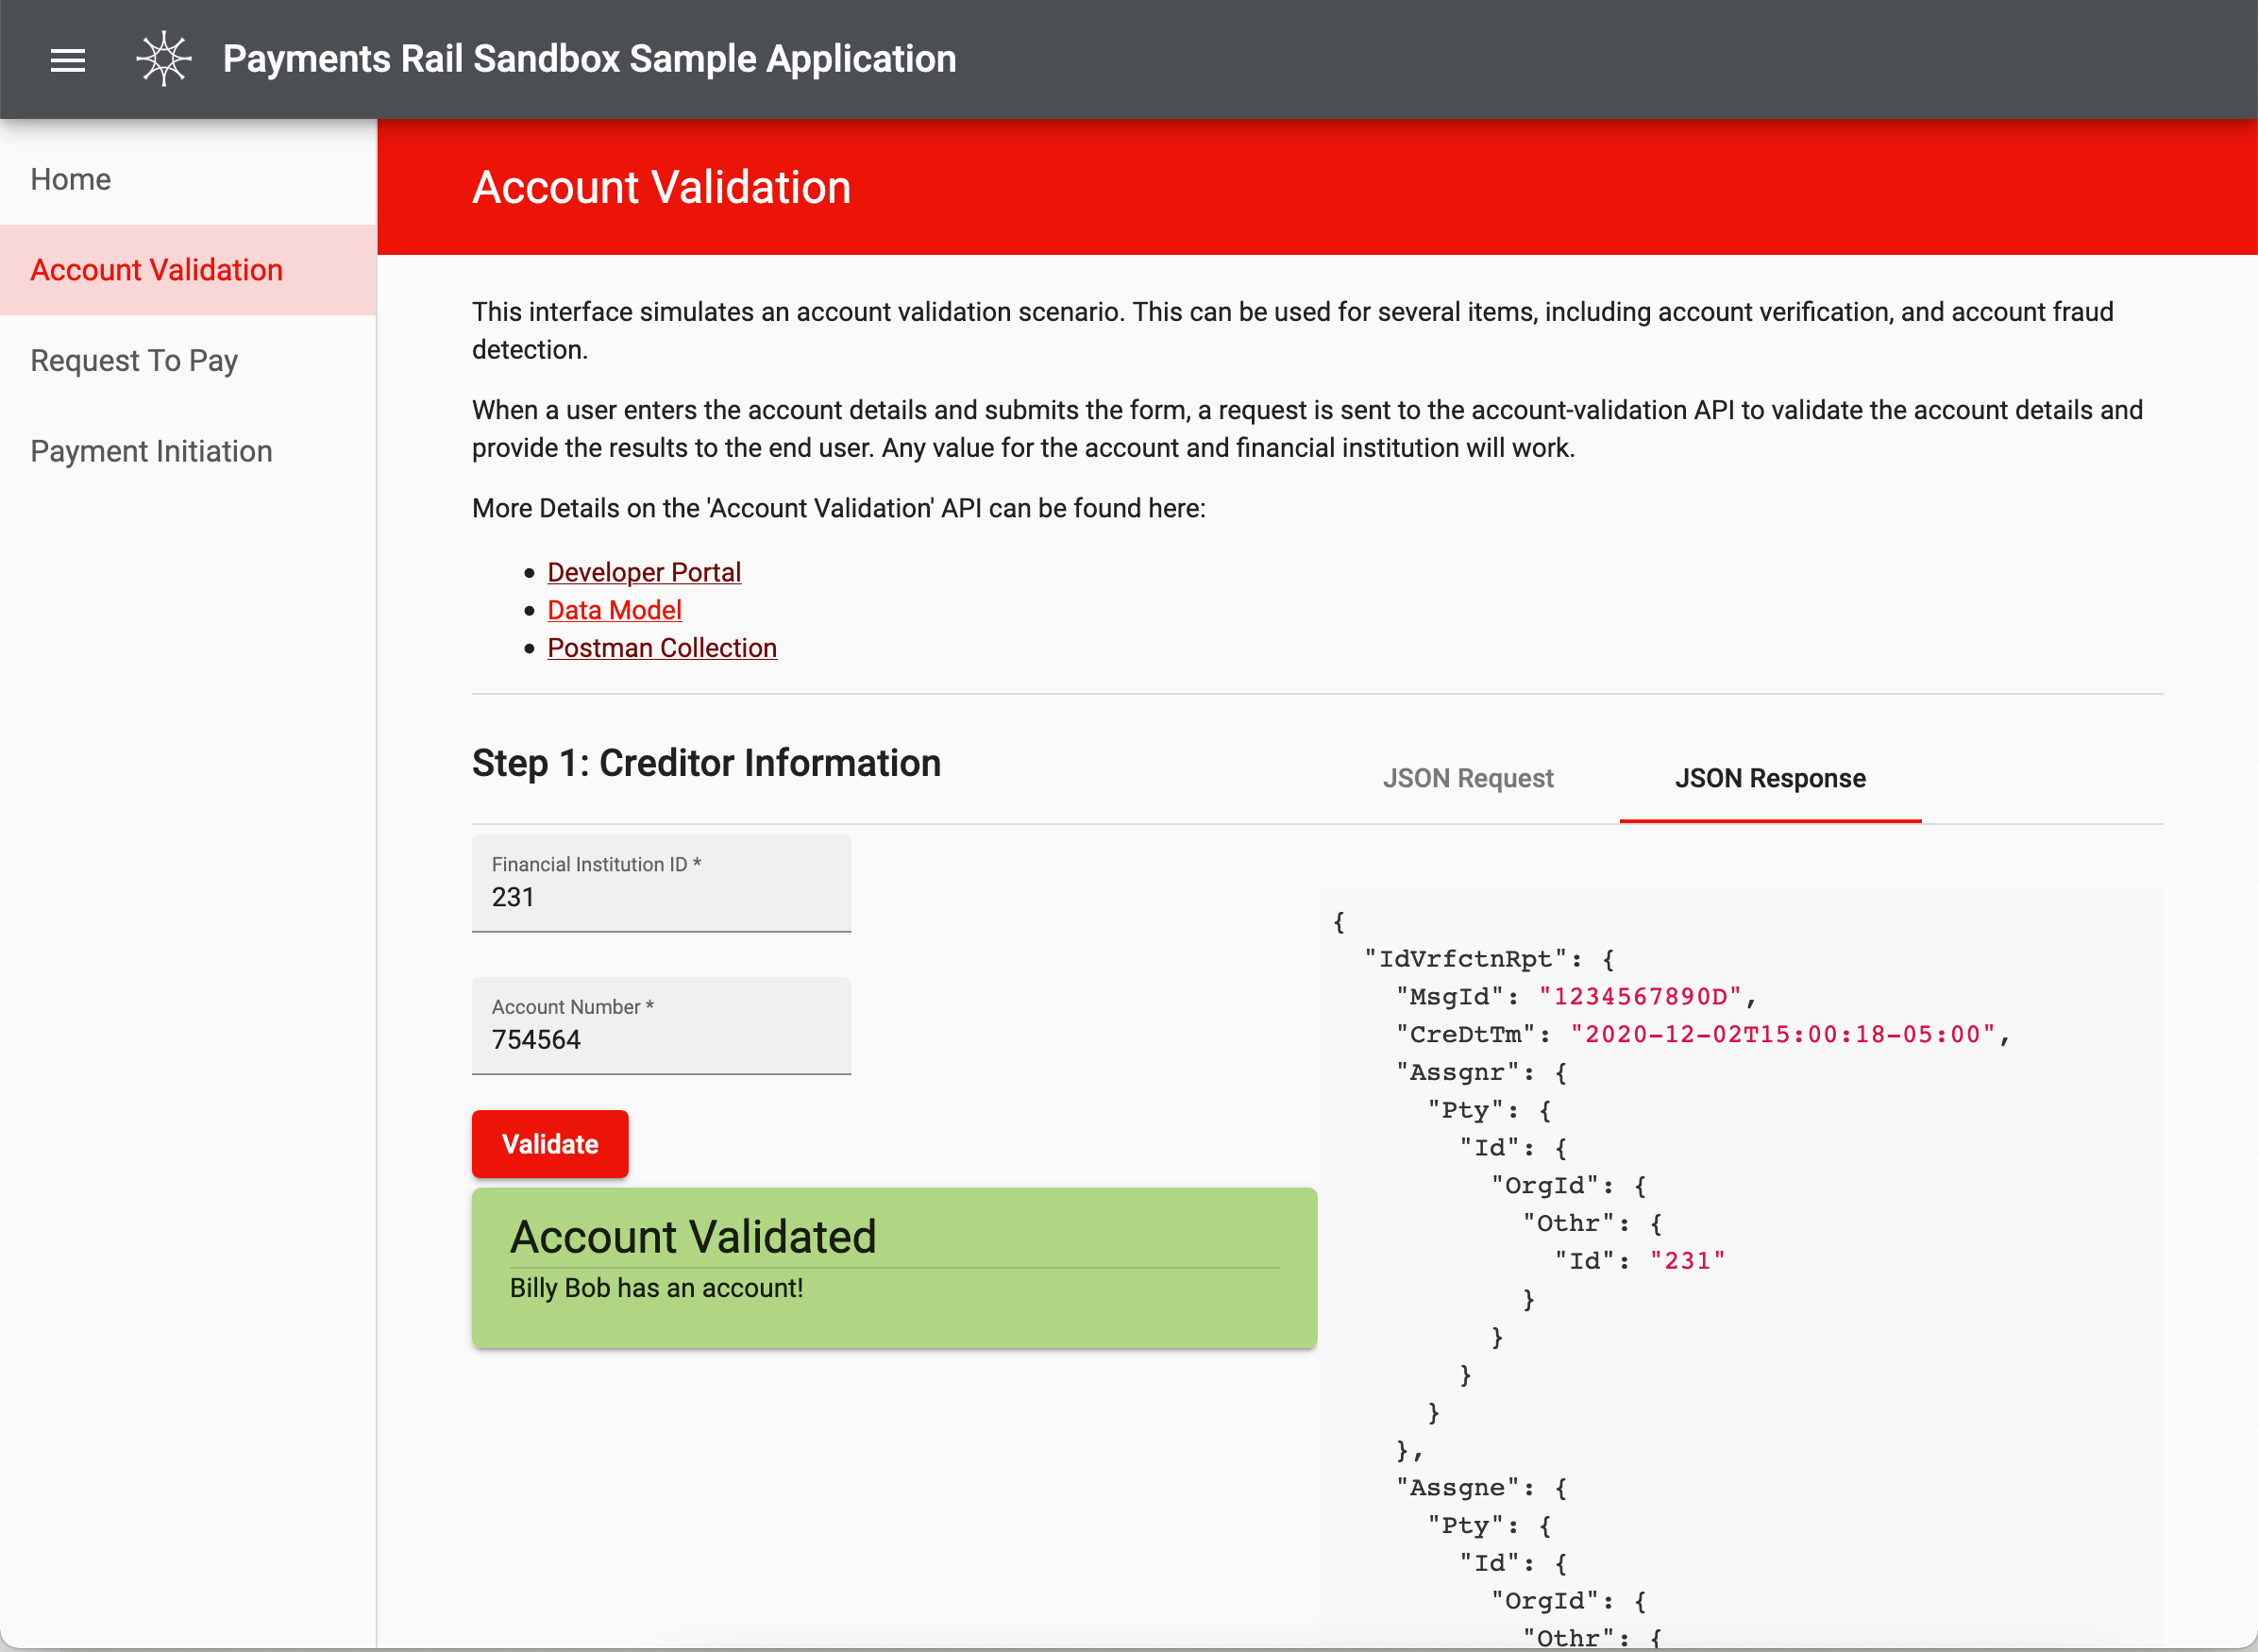 Payments Rail Sandbox Sample Application
Home
Account Validation
Request To Pay
Payment Initiation
Account Validation
This interface simulates an account validation scenario. This can be used for several items, including account verification, and account fraud
detection.
When a user enters the account details and submits the form, a request is sent to the account-validation API to validate the account details and
provide the results to the end user. Any value for the account and financial institution will work.
More Details on the 'Account Validation' API can be found here:
• Developer Portal
• Data Model
• Postman Collection
Step 1: Creditor Information
Financial Institution ID *
231
Account Number *
754564
Validate
Account Validated
Billy Bob has an account!
JSON Request
JSON Response
{
  "IdVrfctnRpt": {
    "MsgId": "1234567890D",
    "CreDtTm": "2020-12-02T15:00:18-05:00",
    "Assgnr": {
      "Pty": {
        "Id": {
          "OrgId": {
            "Othr": {
              "Id": "231"
            }
          }
        }
      }
    },
    "Assgne": {
      "Pty": {
        "Id": {
          "OrgId": {
            "Othr": {